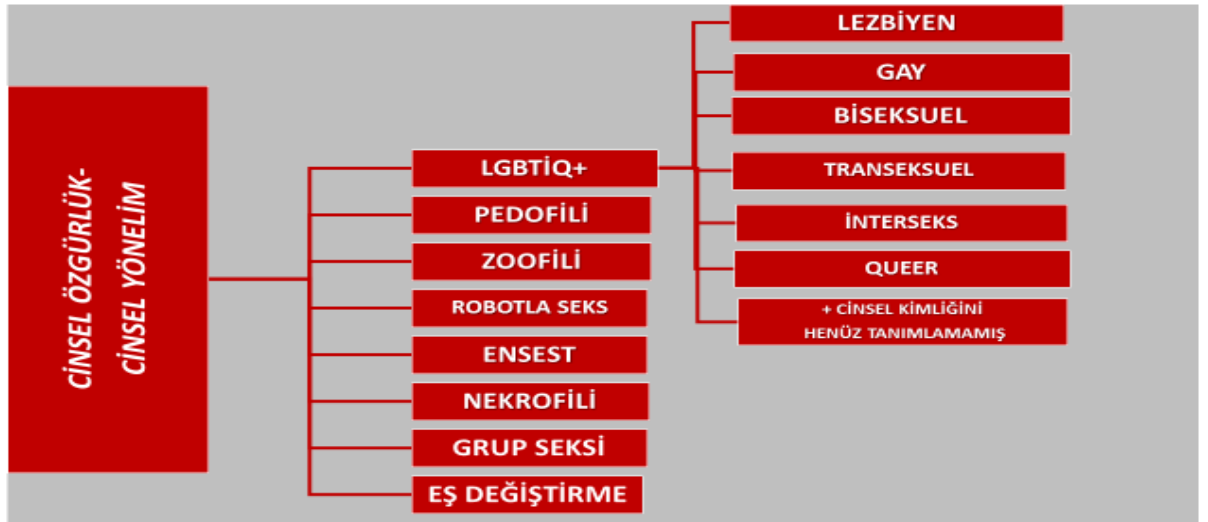 CİNSEL ÖZGÜRLÜK-
CİNSEL YÖNELİM
LGBTİQ+
PEDOFİLİ
ZOOFİLİ
ROBOTLA SEKS
ENSEST
NEKROFİLİ
GRUP SEKSİ
EŞ DEĞİŞTİRME
LEZBİYEN
GAY
BİSEKSUEL
TRANSEKSUEL
İNTERSEKS
QUEER
+ CİNSEL KİMLİĞİNİ
HENÜZ TANIMLAMAMIŞ